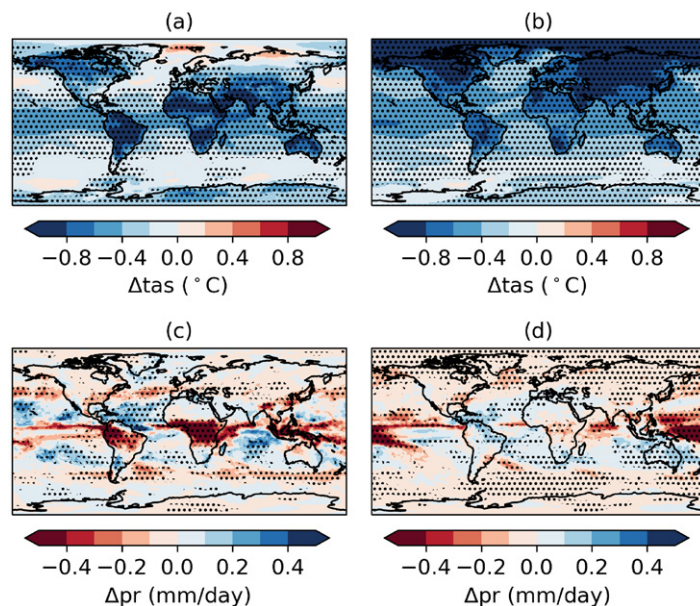 (a) (b)
−0.8 −0.4 0.0 0.4 0.8 −0.8 −0.4 0.0 0.4 0.8
Δtas (°C) Δtas (°C)
(c) (d)
−0.4 −0.2 0.0 0.2 0.4 −0.4 −0.2 0.0 0.2 0.4
Δpr (mm/day) Δpr (mm/day)